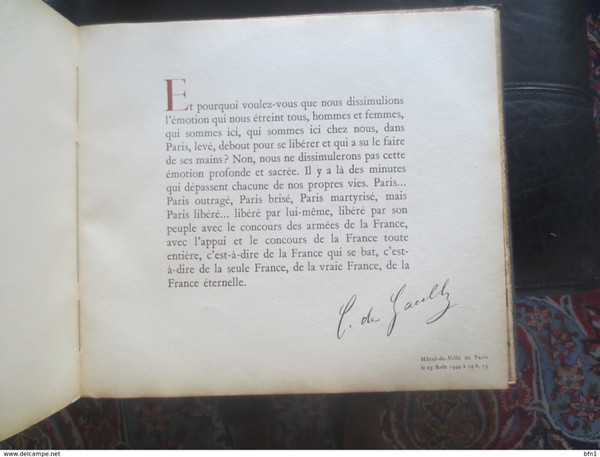 Et pourquoi voulez-vous que nous dissimulions
l'émotion qui nous étreint tous, hommes et femmes,
qui sommes ici, qui sommes ici chez nous, dans
Paris, levé, debout pour se libérer et qui a su le faire
de ses mains? Non, nous ne dissimulerons pas cette
émotion profonde et sacrée. Il y a là des minutes
qui dépassent chacune de nos propres vies. Paris...
Paris outragé, Paris brisé, Paris martyrisé, mais
Paris libéré... libéré par lui-même, libéré par son
peuple avec le concours des armées de la France,
avec l'appui et le concours de la France toute
entière, c'est-à-dire de la France qui se bat, c'est-
à-dire de la seule France, de la vraie France, de la
France éternelle.
C. de Gaulle
Hôtel-de-Ville de Paris
le 25 Août 1944 à 19 h. 15
www.delcampe.net
bfn1